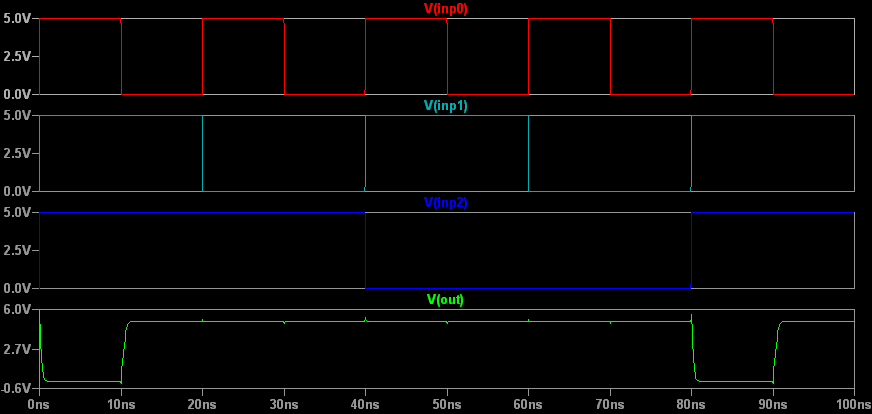 V(inp0)
5.0V
2.5V
0.0V
V(inp1)
5.0V
2.5V
0.0V
V(inp2)
5.0V
2.5V
0.0V
V(out)
6.0V
2.7V
-0.6V
0ns 10ns 20ns 30ns 40ns 50ns 60ns 70ns 80ns 90ns 100ns